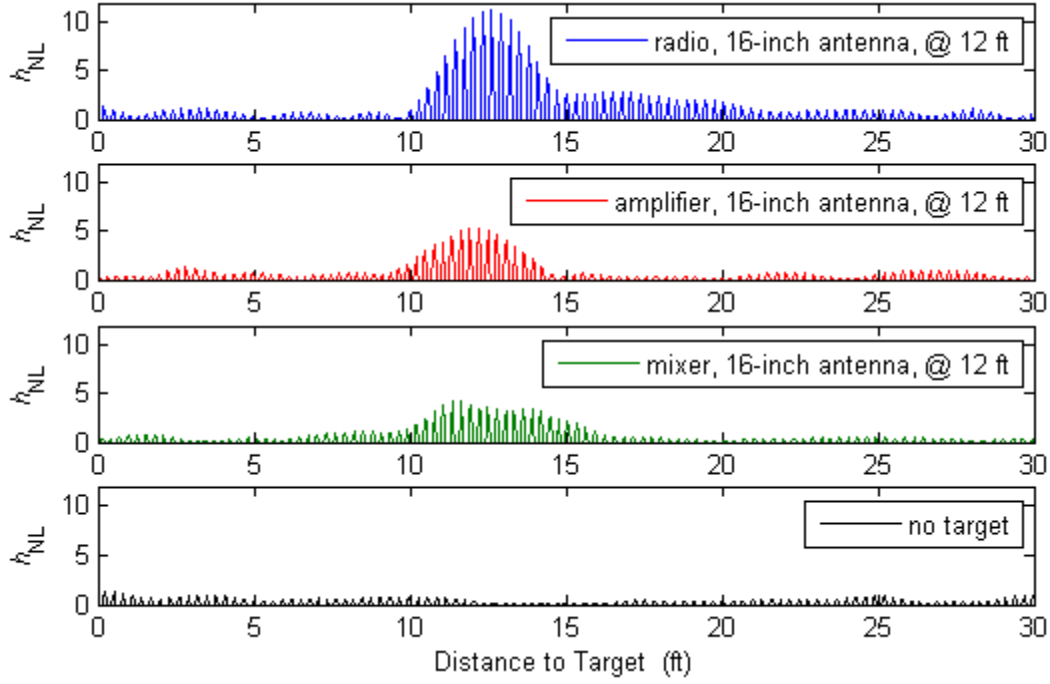 10
5
0
h_NL
radio, 16-inch antenna, @ 12 ft
0 5 10 15 20 25 30
10
5
0
h_NL
amplifier, 16-inch antenna, @ 12 ft
0 5 10 15 20 25 30
10
5
0
h_NL
mixer, 16-inch antenna, @ 12 ft
0 5 10 15 20 25 30
10
5
0
h_NL
no target
0 5 10 15 20 25 30
Distance to Target (ft)